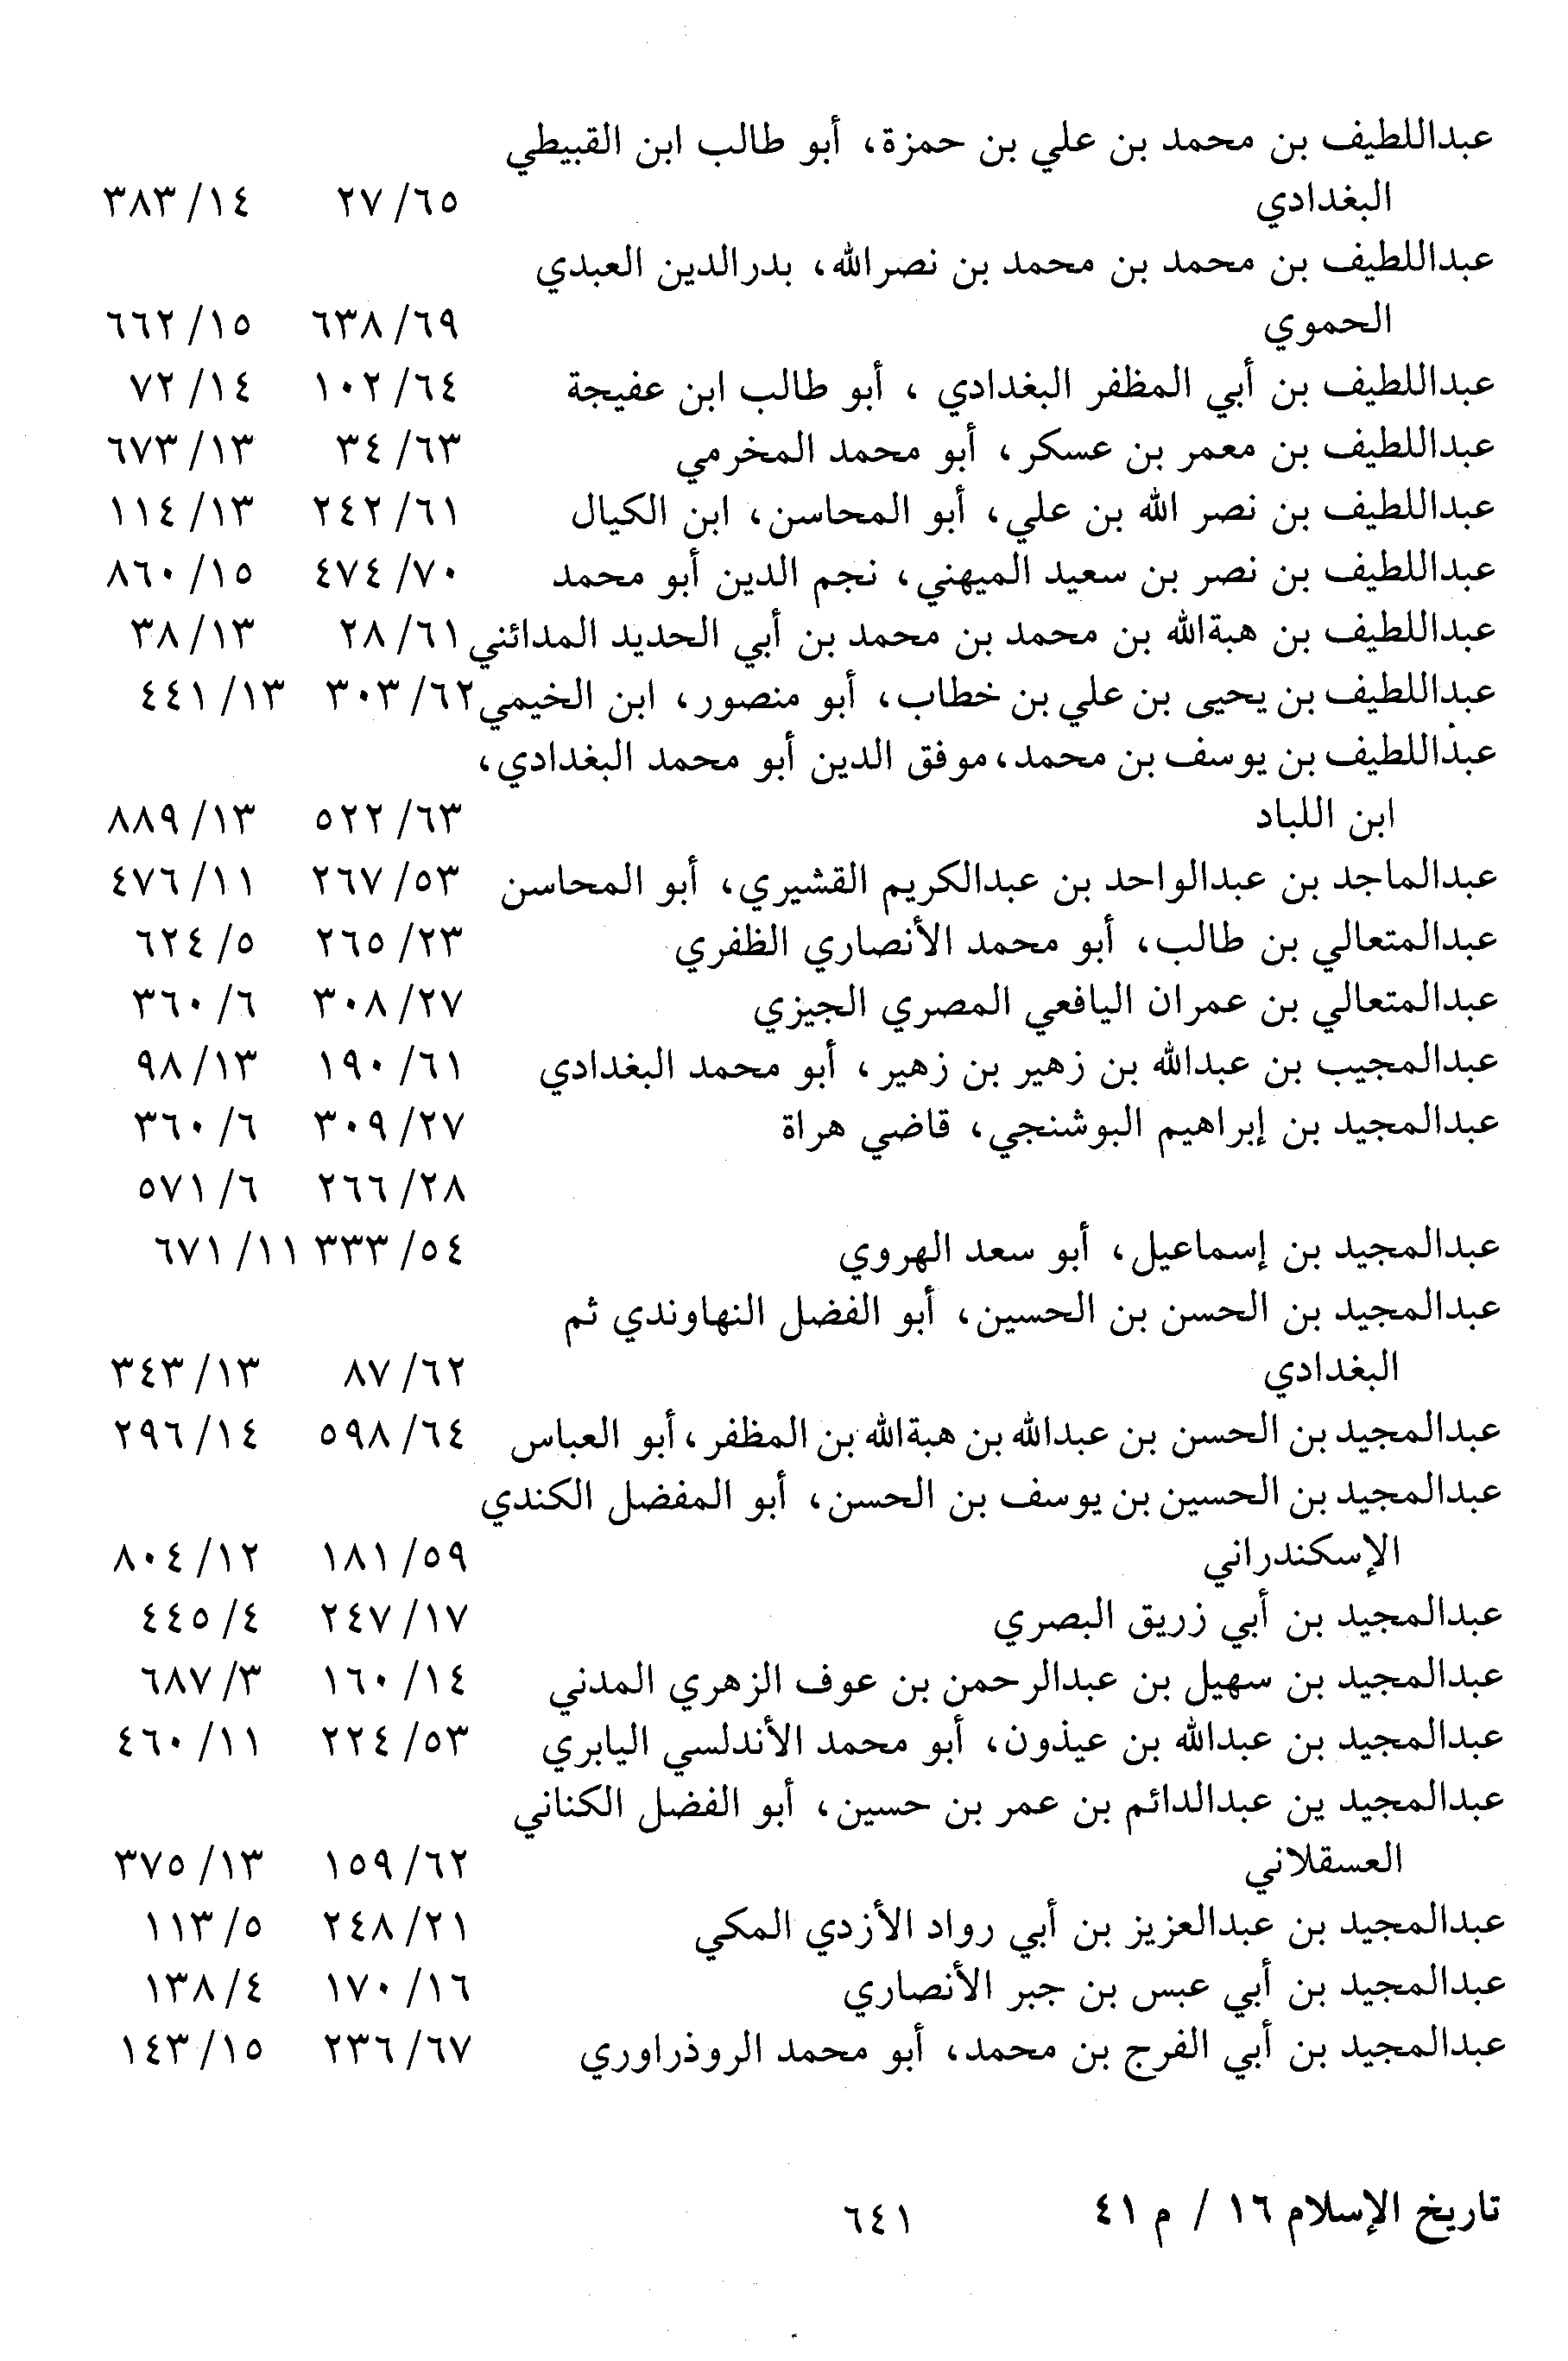 عبداللطيف بن محمد بن علي بن حمزة، أبو طالب ابن القبيطي
البغدادي ٦٥/ ٢٧ ١٤/ ٣٨٣
عبداللطيف بن محمد بن محمد بن نصرالله، بدرالدين العبدي
الحموي ٦٩/ ٦٣٨ ١٥/ ٦٦٢
عبداللطيف بن أبي المظفر البغدادي ، أبو طالب ابن عفيجة ٦٤/ ١٠٢ ١٤/ ٧٢
عبداللطيف بن معمر بن عسكر، أبو محمد المخرمي ٦٣/ ٣٤ ١٣/ ٦٧٣
عبداللطيف بن نصر الله بن علي، أبو المحاسن، ابن الكيال ٦١/ ٢٤٢ ١٣/ ١١٤
عبداللطيف بن نصر بن سعيد الميهني، نجم الدين أبو محمد ٧٠/ ٤٧٤ ١٥/ ٨٦٠
عبداللطيف بن هبةالله بن محمد بن محمد بن أبي الحديد المدائني ٦١/ ٢٨ ١٣/ ٣٨
عبداللطيف بن يحيى بن علي بن خطاب، أبو منصور، ابن الخيمي ٦٢/ ٣٠٣ ١٣/ ٤٤١
عبداللطيف بن يوسف بن محمد، موفق الدين أبو محمد البغدادي،
ابن اللباد ٦٣/ ٥٢٢ ١٣/ ٨٨٩
عبدالماجد بن عبدالواحد بن عبدالكريم القشيري، أبو المحاسن ٥٣/ ٢٦٧ ١١/ ٤٧٦
عبدالمتعالي بن طالب، أبو محمد الأنصاري الظفري ٢٣/ ٢٦٥ ٥/ ٦٢٤
عبدالمتعالي بن عمران اليافعي المصري الجيزي ٢٧/ ٣٠٨ ٦/ ٣٦٠
عبدالمجيب بن عبدالله بن زهير بن زهير، أبو محمد البغدادي ٦١/ ١٩٠ ١٣/ ٩٨
عبدالمجيد بن إبراهيم البوشنجي، قاضي هراة ٢٧/ ٣٠٩ ٦/ ٣٦٠
٢٨/ ٢٦٦ ٦/ ٥٧١
عبدالمجيد بن إسماعيل، أبو سعد الهروي ٥٤/ ٣٣٣ ١١/ ٦٧١
عبدالمجيد بن الحسن بن الحسين، أبو الفضل النهاوندي ثم
البغدادي ٦٢/ ٨٧ ١٣/ ٣٤٣
عبدالمجيد بن الحسن بن عبدالله بن هبةالله بن المظفر، أبو العباس ٦٤/ ٥٩٨ ١٤/ ٢٩٦
عبدالمجيد بن الحسين بن يوسف بن الحسن، أبو المفضل الكندي
الإسكندراني ٥٩/ ١٨١ ١٢/ ٨٠٤
عبدالمجيد بن أبي زريق البصري ١٧/ ٢٤٧ ٤/ ٤٤٥
عبدالمجيد بن سهيل بن عبدالرحمن بن عوف الزهري المدني ١٤/ ١٦٠ ٣/ ٦٨٧
عبدالمجيد بن عبدالله بن عيذون، أبو محمد الأندلسي اليابري ٥٣/ ٢٢٤ ١١/ ٤٦٠
عبدالمجيد ين عبدالدائم بن عمر بن حسين، أبو الفضل الكناني
العسقلاني ٦٢/ ١٥٩ ١٣/ ٣٧٥
عبدالمجيد بن عبدالعزيز بن أبي رواد الأزدي المكي ٢١/ ٢٤٨ ٥/ ١١٣
عبدالمجيد بن أبي عبس بن جبر الأنصاري ١٦/ ١٧٠ ٤/ ١٣٨
عبدالمجيد بن أبي الفرج بن محمد، أبو محمد الروذراوري ٦٧/ ٢٣٦ ١٥/ ١٤٣
تاريخ الإسلام ١٦ / م ٤١ ٦٤١